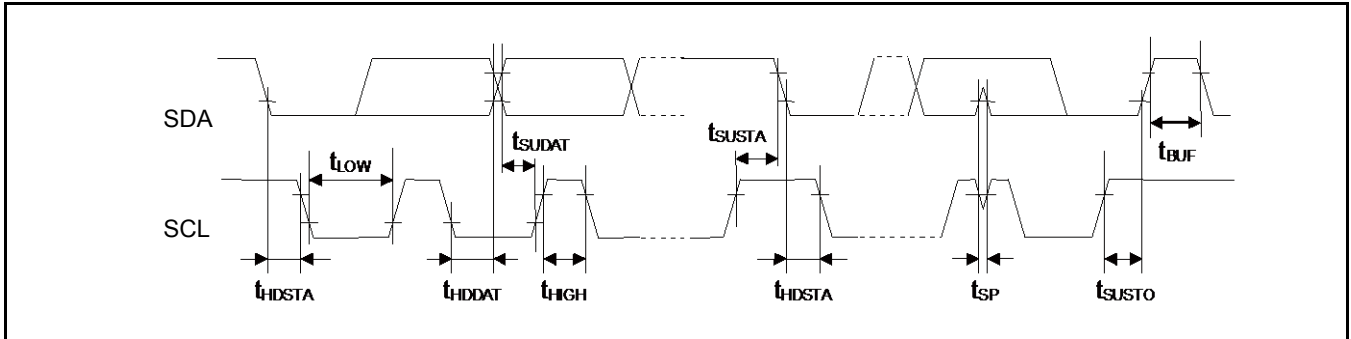 SDA
tSUDAT
tSUSTA
tBUF
tLOW
SCL
tHDSTA
tHDDAT
tHIGH
tHDSTA
tSP
tSUSTO